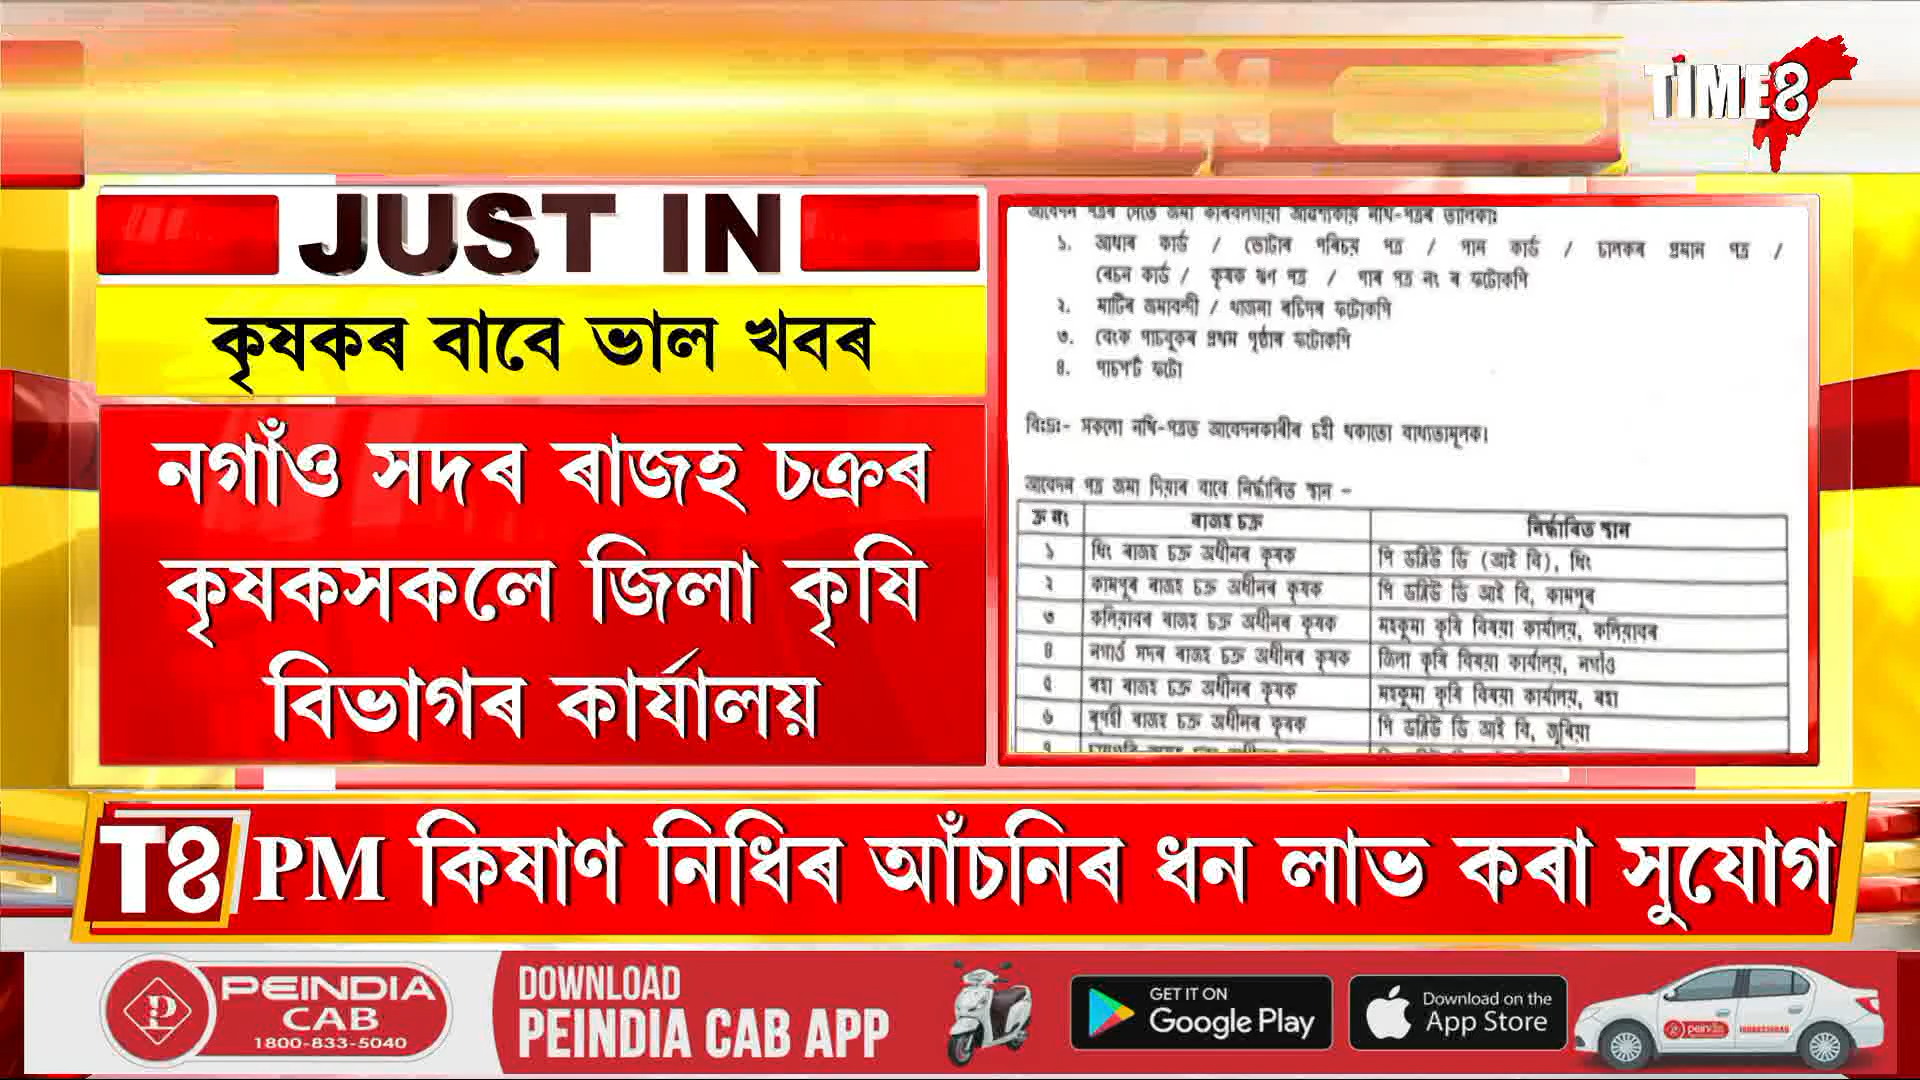 TIME8
JUST IN
কৃষকৰ বাবে ভাল খবৰ
নগাঁও সদৰ ৰাজহ চক্ৰৰ
কৃষকসকলে জিলা কৃষি
বিভাগৰ কাৰ্যালয়
আবেদন পত্ৰৰ সৈতে জমা কৰিবলগীয়া আৱশ্যকীয় নথি-পত্ৰৰ তালিকাঃ
১. আধাৰ কাৰ্ড / ভোটাৰ পৰিচয় পত্ৰ / পান কাৰ্ড / চালকৰ প্ৰমান পত্ৰ /
ৰেচন কাৰ্ড / কৃষক ঋণ পত্ৰ / পাৰ পত্ৰ নং ৰ ফটোকপি
২. মাটিৰ জমাবন্দী / খাজনা ৰচিদৰ ফটোকপি
৩. বেংক পাচবুকৰ প্ৰথম পৃষ্ঠাৰ ফটোকপি
৪. পাচপৰ্ট ফটো
বিঃদ্ৰঃ- সকলো নথি-পত্ৰত আবেদনকাৰীৰ চহী থকাতো বাধ্যতামূলক।
আবেদন পত্ৰ জমা দিয়াৰ বাবে নিৰ্দ্ধাৰিত স্থান -
ক্ৰ নং ৰাজহ চক্ৰ নিৰ্দ্ধাৰিত স্থান
১ ধিং ৰাজহ চক্ৰ অধীনৰ কৃষক পি ডব্লিউ ডি (আই বি), ধিং
২ কামপুৰ ৰাজহ চক্ৰ অধীনৰ কৃষক পি ডব্লিউ ডি আই বি, কামপুৰ
৩ কলিয়াবৰ ৰাজহ চক্ৰ অধীনৰ কৃষক মহকুমা কৃষি বিষয়া কাৰ্যালয়, কলিয়াবৰ
৪ নগাওঁ সদৰ ৰাজহ চক্ৰ অধীনৰ কৃষক জিলা কৃষি বিষয়া কাৰ্যালয়, নগাঁও
৫ ৰহা ৰাজহ চক্ৰ অধীনৰ কৃষক মহকুমা কৃষি বিষয়া কাৰ্যালয়, ৰহা
৬ ৰূপহী ৰাজহ চক্ৰ অধীনৰ কৃষক পি ডব্লিউ ডি আই বি, জুৰিয়া
T8 PM কিষাণ নিধিৰ আঁচনিৰ ধন লাভ কৰা সুযোগ
PEINDIA
CAB
1800-833-5040
DOWNLOAD
PEINDIA CAB APP
GET IT ON
Google Play
Download on the
App Store
peindia